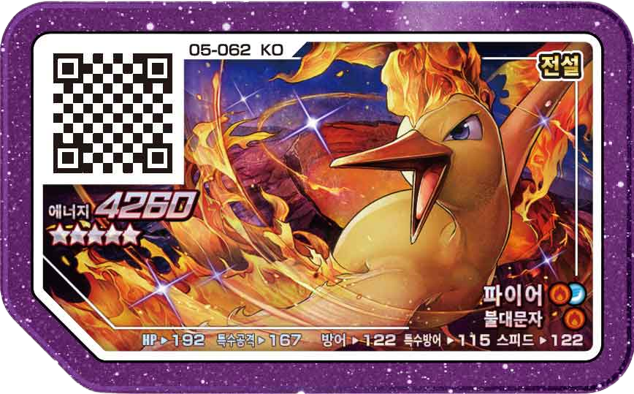 05-062 KO
전설
에너지 4260
파이어
불대문자
HP ▶ 192 특수공격 ▶ 167 방어 ▶ 122 특수방어 ▶ 115 스피드 ▶ 122